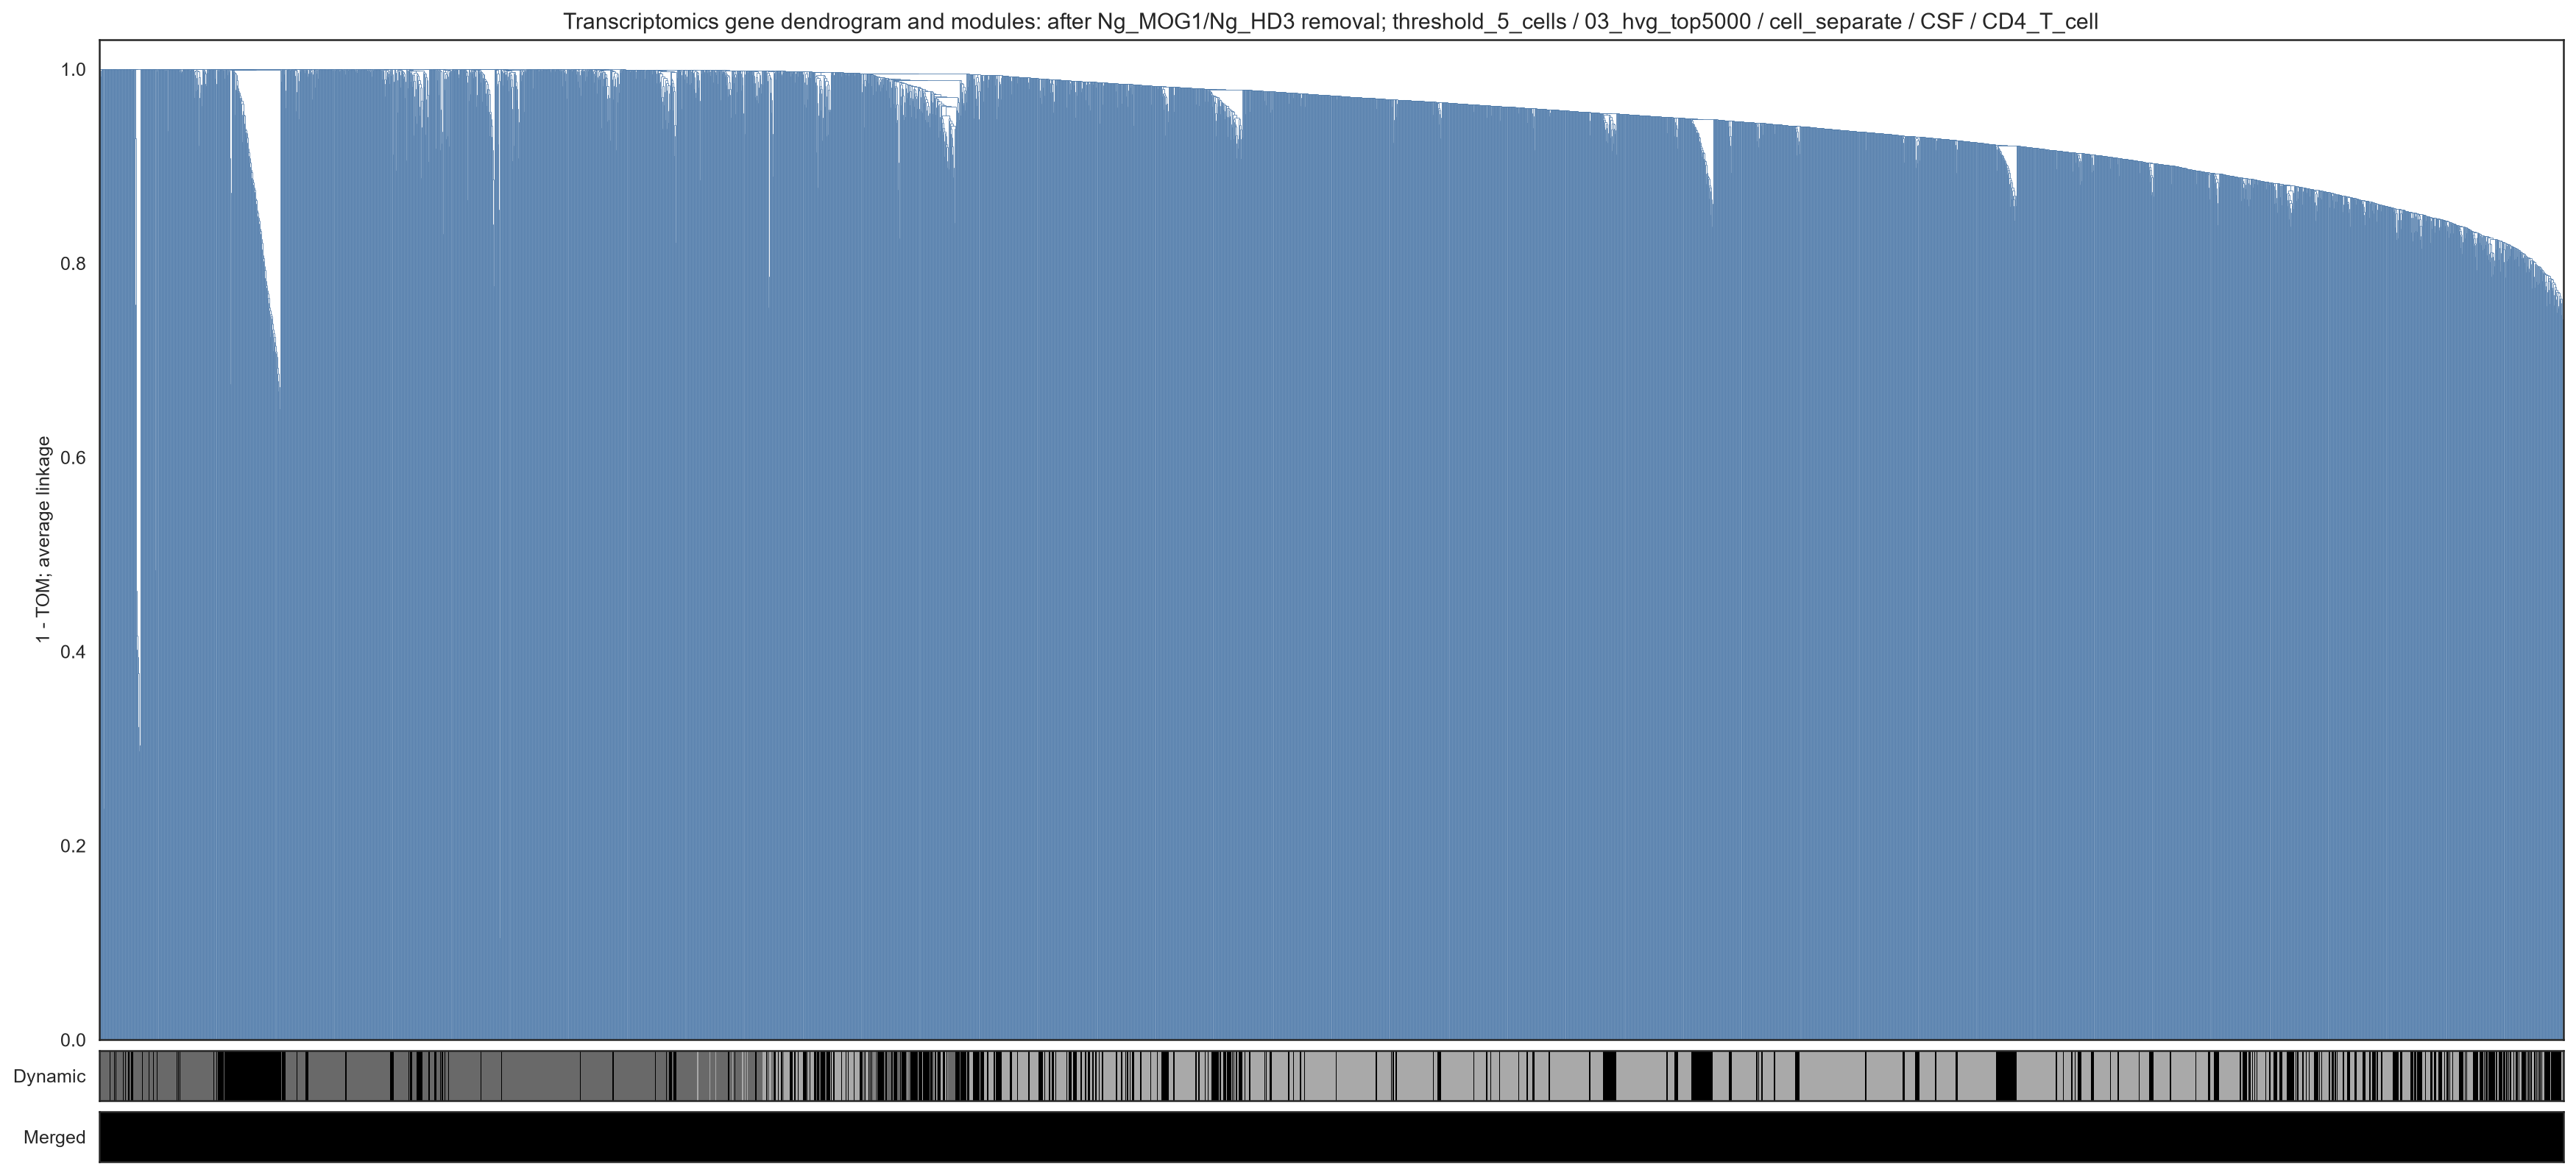 Transcriptomics gene dendrogram and modules: after Ng_MOG1/Ng_HD3 removal; threshold_5_cells / 03_hvg_top5000 / cell_separate / CSF / CD4_T_cell
1.0
0.8
0.6
0.4
0.2
0.0
1 - TOM; average linkage
Dynamic
Merged